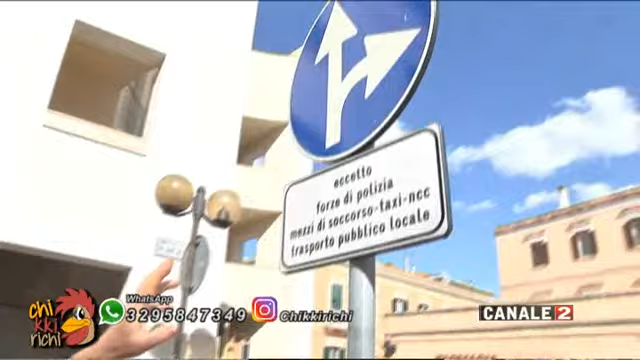 eccetto
forze di polizia
mezzi di soccorso-taxi-ncc
trasporto pubblico locale
chi
kki
richi
WhatsApp
3295847349
Chikkirichi
CANALE 2